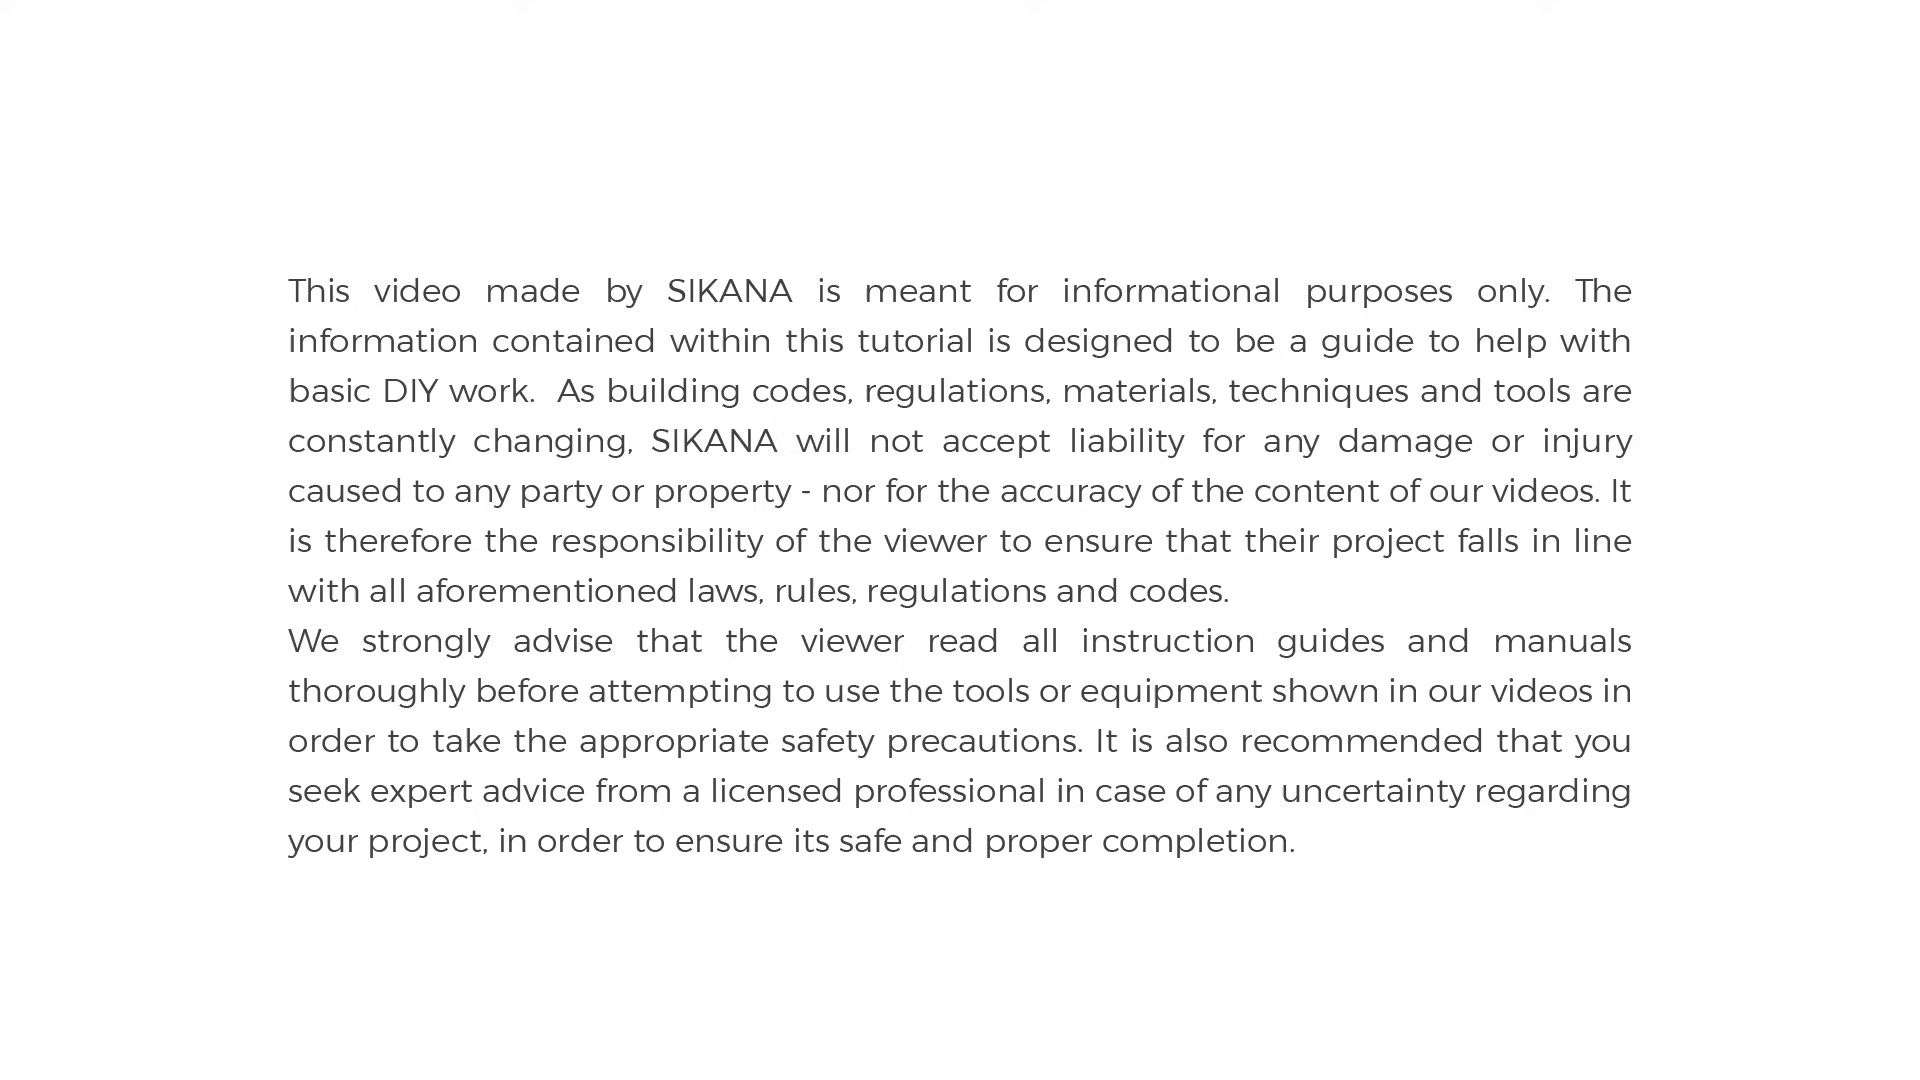 This video made by SIKANA is meant for informational purposes only. The
information contained within this tutorial is designed to be a guide to help with
basic DIY work.  As building codes, regulations, materials, techniques and tools are
constantly changing, SIKANA will not accept liability for any damage or injury
caused to any party or property - nor for the accuracy of the content of our videos. It
is therefore the responsibility of the viewer to ensure that their project falls in line
with all aforementioned laws, rules, regulations and codes.
We strongly advise that the viewer read all instruction guides and manuals
thoroughly before attempting to use the tools or equipment shown in our videos in
order to take the appropriate safety precautions. It is also recommended that you
seek expert advice from a licensed professional in case of any uncertainty regarding
your project, in order to ensure its safe and proper completion.